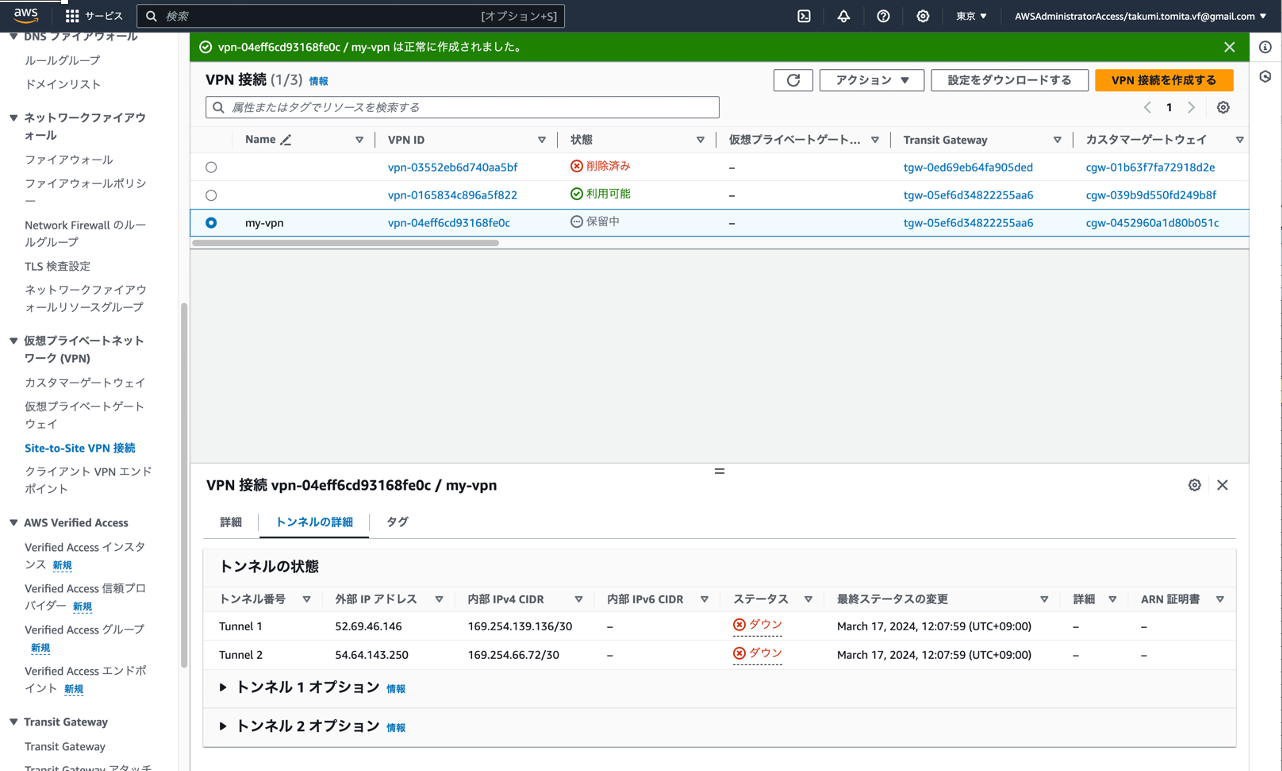 aws サービス 検索 [オプション+S] 東京 ▼ AWSAdministratorAccess/takumi.tomita.vf@gmail.com ▼
▼ DNS ファイアウォール
ルールグループ
ドメインリスト
▼ ネットワークファイアウ
ォール
ファイアウォール
ファイアウォールポリシ
ー
Network Firewall のルー
ルグループ
TLS 検査設定
ネットワークファイアウ
ォールリソースグループ
▼ 仮想プライベートネット
ワーク (VPN)
カスタマーゲートウェイ
仮想プライベートゲート
ウェイ
Site-to-Site VPN 接続
クライアント VPN エンド
ポイント
▼ AWS Verified Access
Verified Access インスタ
ンス 新規
Verified Access 信頼プロ
バイダー 新規
Verified Access グループ
新規
Verified Access エンドポ
イント 新規
▼ Transit Gateway
Transit Gateway
Transit Gateway アタッチ
vpn-04eff6cd93168fe0c / my-vpn は正常に作成されました。
VPN 接続 (1/3) 情報
アクション ▼ 設定をダウンロードする VPN 接続を作成する
属性またはタグでリソースを検索する
1
Name VPN ID 状態 仮想プライベートゲート... Transit Gateway カスタマーゲートウェイ
vpn-03552eb6d740aa5bf 削除済み – tgw-0ed69eb64fa905ded cgw-01b63f7fa72918d2e
vpn-0165834c896a5f822 利用可能 – tgw-05ef6d34822255aa6 cgw-039b9d550fd249b8f
my-vpn vpn-04eff6cd93168fe0c 保留中 – tgw-05ef6d34822255aa6 cgw-0452960a1d80b051c
VPN 接続 vpn-04eff6cd93168fe0c / my-vpn
詳細 トンネルの詳細 タグ
トンネルの状態
トンネル番号 外部 IP アドレス 内部 IPv4 CIDR 内部 IPv6 CIDR ステータス 最終ステータスの変更 詳細 ARN 証明書
Tunnel 1 52.69.46.146 169.254.139.136/30 – ダウン March 17, 2024, 12:07:59 (UTC+09:00) – –
Tunnel 2 54.64.143.250 169.254.66.72/30 – ダウン March 17, 2024, 12:07:59 (UTC+09:00) – –
▶ トンネル 1 オプション 情報
▶ トンネル 2 オプション 情報